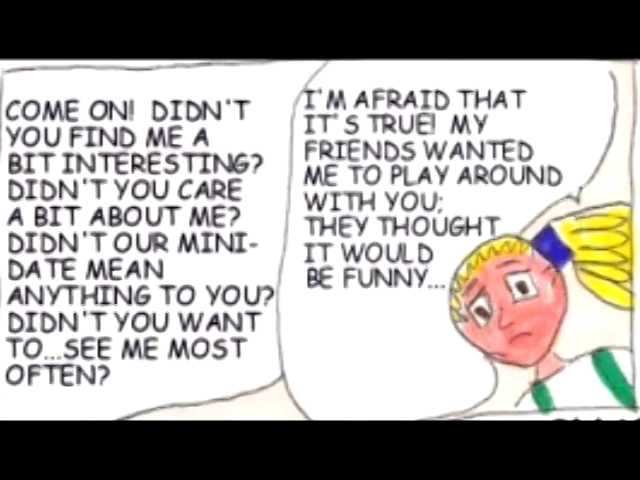 COME ON! DIDN'T
YOU FIND ME A
BIT INTERESTING?
DIDN'T YOU CARE
A BIT ABOUT ME?
DIDN'T OUR MINI-
DATE MEAN
ANYTHING TO YOU?
DIDN'T YOU WANT
TO...SEE ME MOST
OFTEN?
I'M AFRAID THAT
IT'S TRUE! MY
FRIENDS WANTED
ME TO PLAY AROUND
WITH YOU;
THEY THOUGHT
IT WOULD
BE FUNNY...